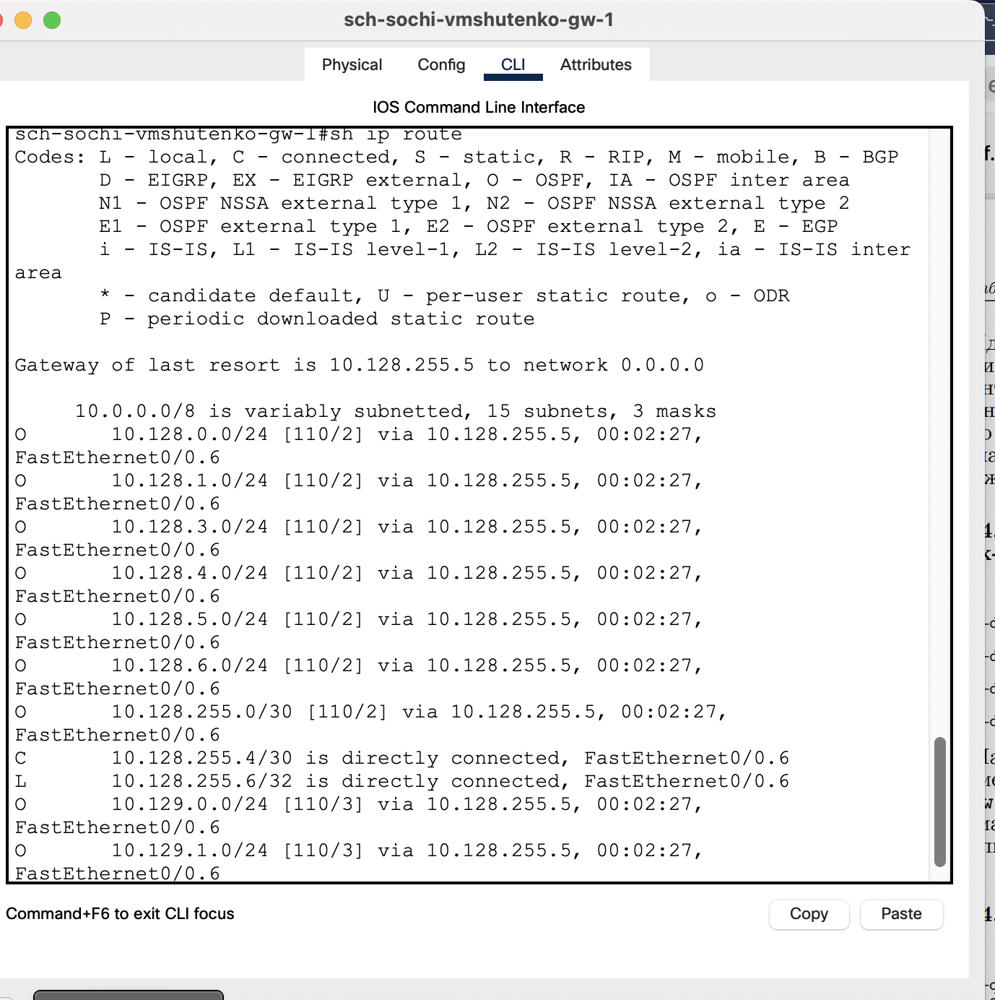 sch-sochi-vmshutenko-gw-1
Physical Config CLI Attributes
IOS Command Line Interface
sch-sochi-vmshutenko-gw-1#sh ip route
Codes: L - local, C - connected, S - static, R - RIP, M - mobile, B - BGP
D - EIGRP, EX - EIGRP external, O - OSPF, IA - OSPF inter area
N1 - OSPF NSSA external type 1, N2 - OSPF NSSA external type 2
E1 - OSPF external type 1, E2 - OSPF external type 2, E - EGP
i - IS-IS, L1 - IS-IS level-1, L2 - IS-IS level-2, ia - IS-IS inter
area
* - candidate default, U - per-user static route, o - ODR
P - periodic downloaded static route
Gateway of last resort is 10.128.255.5 to network 0.0.0.0
10.0.0.0/8 is variably subnetted, 15 subnets, 3 masks
O 10.128.0.0/24 [110/2] via 10.128.255.5, 00:02:27,
FastEthernet0/0.6
O 10.128.1.0/24 [110/2] via 10.128.255.5, 00:02:27,
FastEthernet0/0.6
O 10.128.3.0/24 [110/2] via 10.128.255.5, 00:02:27,
FastEthernet0/0.6
O 10.128.4.0/24 [110/2] via 10.128.255.5, 00:02:27,
FastEthernet0/0.6
O 10.128.5.0/24 [110/2] via 10.128.255.5, 00:02:27,
FastEthernet0/0.6
O 10.128.6.0/24 [110/2] via 10.128.255.5, 00:02:27,
FastEthernet0/0.6
O 10.128.255.0/30 [110/2] via 10.128.255.5, 00:02:27,
FastEthernet0/0.6
C 10.128.255.4/30 is directly connected, FastEthernet0/0.6
L 10.128.255.6/32 is directly connected, FastEthernet0/0.6
O 10.129.0.0/24 [110/3] via 10.128.255.5, 00:02:27,
FastEthernet0/0.6
O 10.129.1.0/24 [110/3] via 10.128.255.5, 00:02:27,
FastEthernet0/0.6
Command+F6 to exit CLI focus
Copy Paste